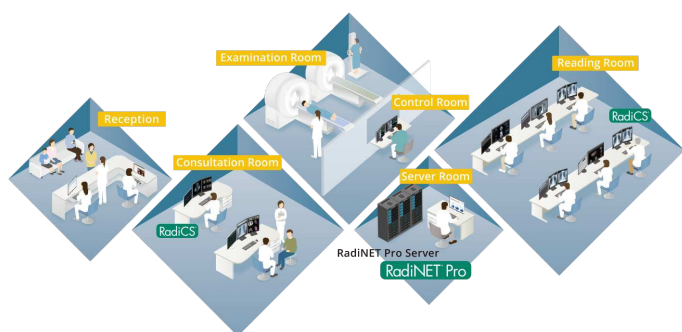 Examination Room
Reading Room
Reception
Control Room
RadiCS
Consultation Room
Server Room
RadiCS
RadiNET Pro Server
RadiNET Pro